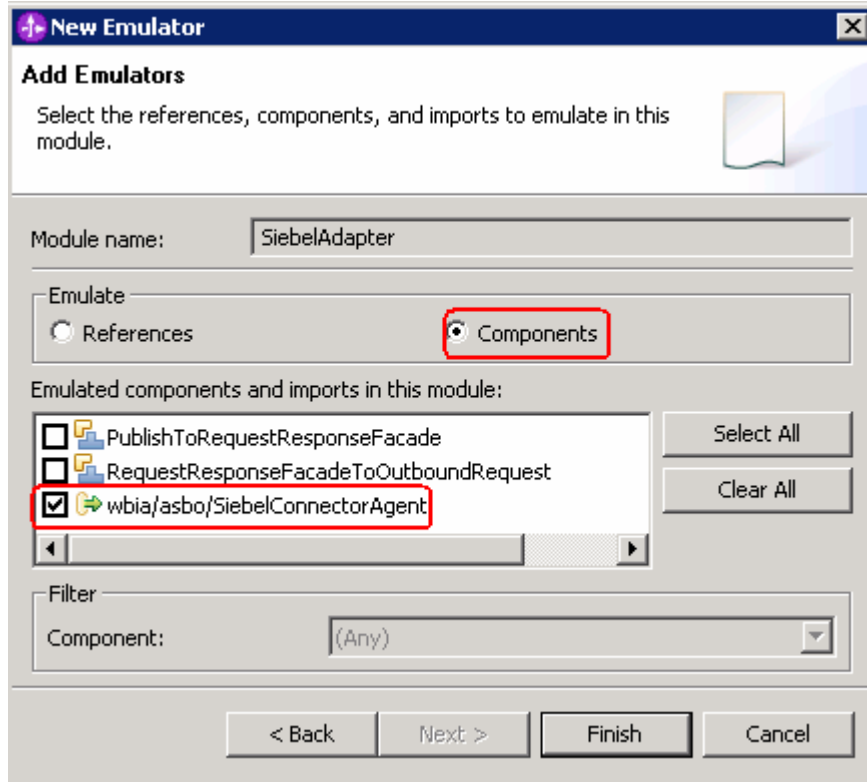 New Emulator
Add Emulators
Select the references, components, and imports to emulate in this
module.
Module name: SiebelAdapter
Emulate
References Components
Emulated components and imports in this module:
PublishToRequestResponseFacade
Select All
RequestResponseFacadeToOutboundRequest
Clear All
wbia/asbo/SiebelConnectorAgent
Filter
Component: (Any)
< Back Next > Finish Cancel